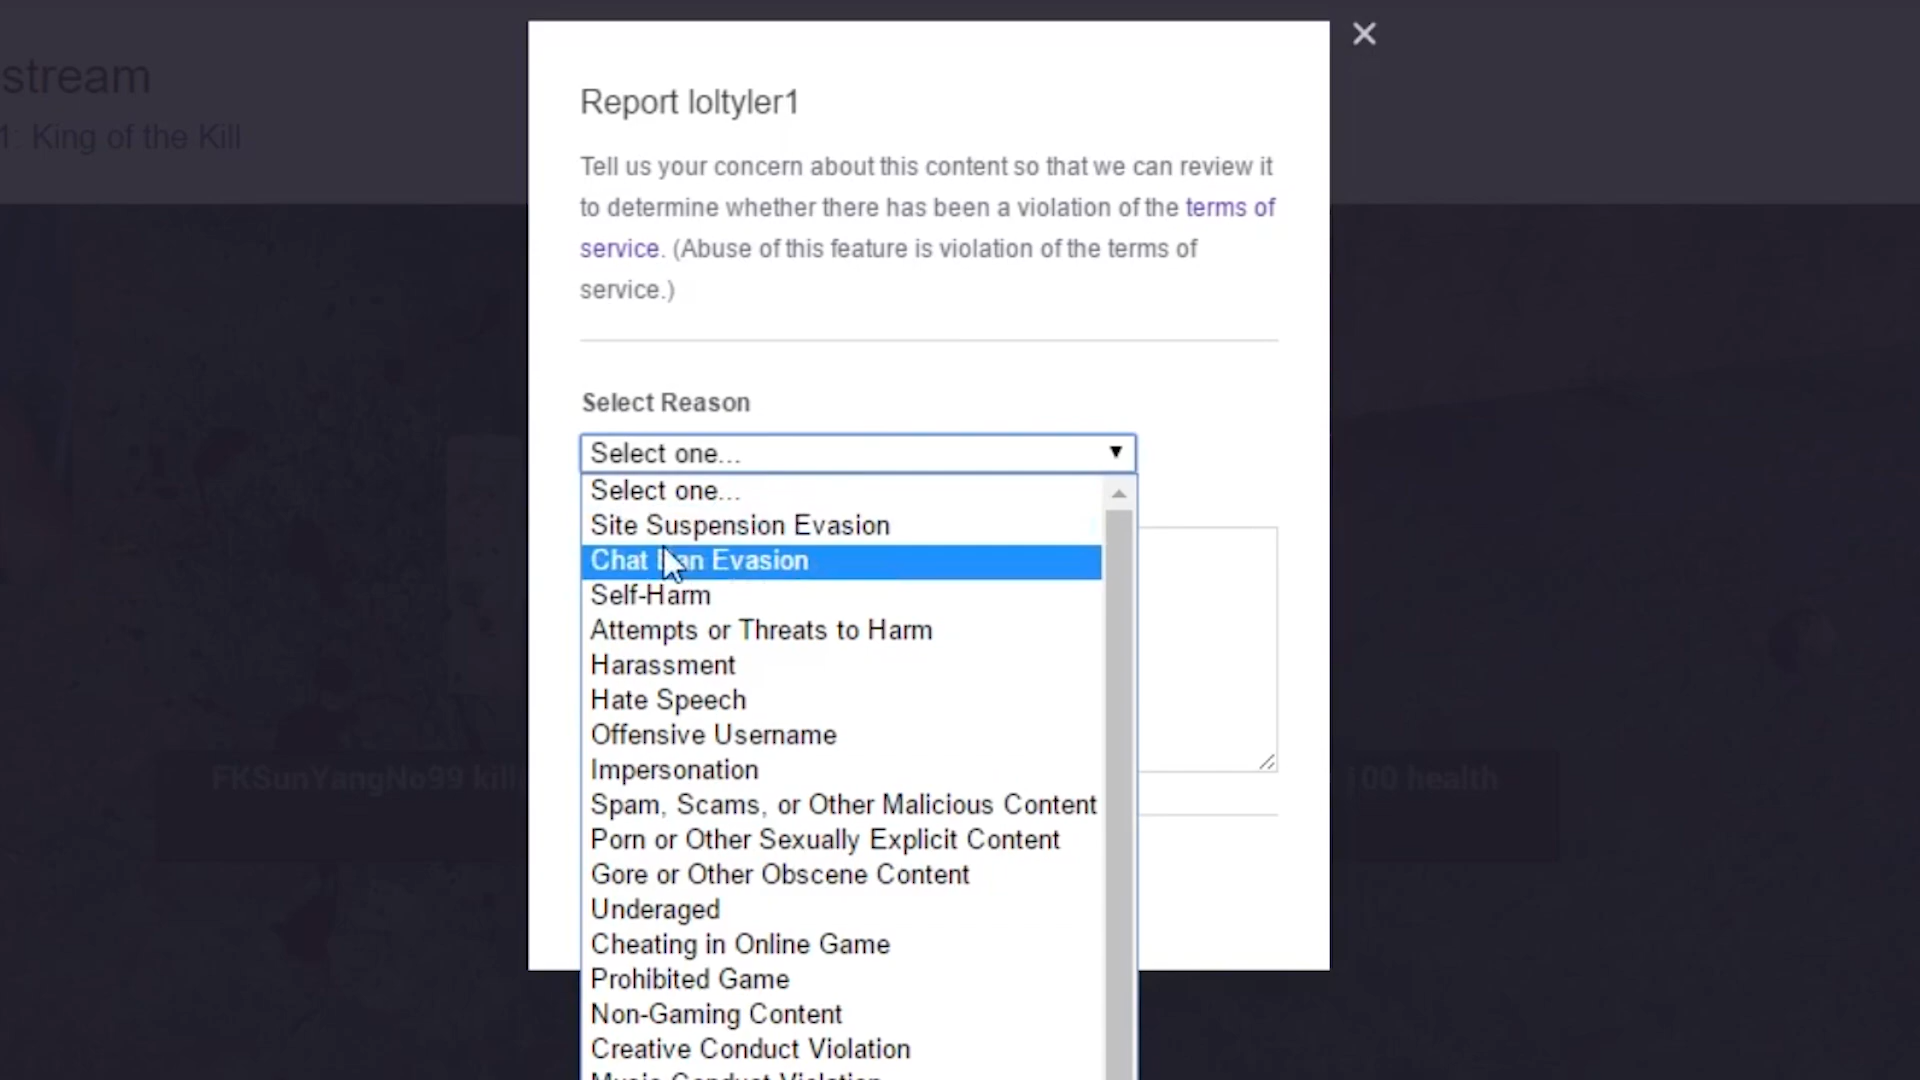 stream
1: King of the Kill
Report loltyler1
Tell us your concern about this content so that we can review it
to determine whether there has been a violation of the terms of
service. (Abuse of this feature is violation of the terms of
service.)
Select Reason
Select one...
Select one...
Site Suspension Evasion
Chat Ban Evasion
Self-Harm
Attempts or Threats to Harm
Harassment
Hate Speech
Offensive Username
Impersonation
Spam, Scams, or Other Malicious Content
Porn or Other Sexually Explicit Content
Gore or Other Obscene Content
Underaged
Cheating in Online Game
Prohibited Game
Non-Gaming Content
Creative Conduct Violation
Music Conduct Violation
FKSunYangNo99 kill
100 health